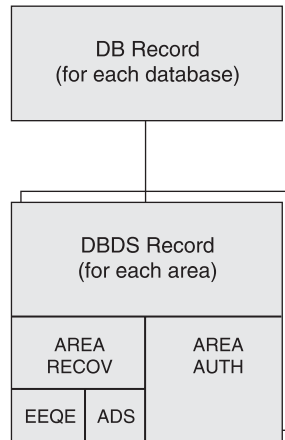 DB Record
(for each database)
DBDS Record
(for each area)
AREA
RECOV
AREA
AUTH
EEQE
ADS